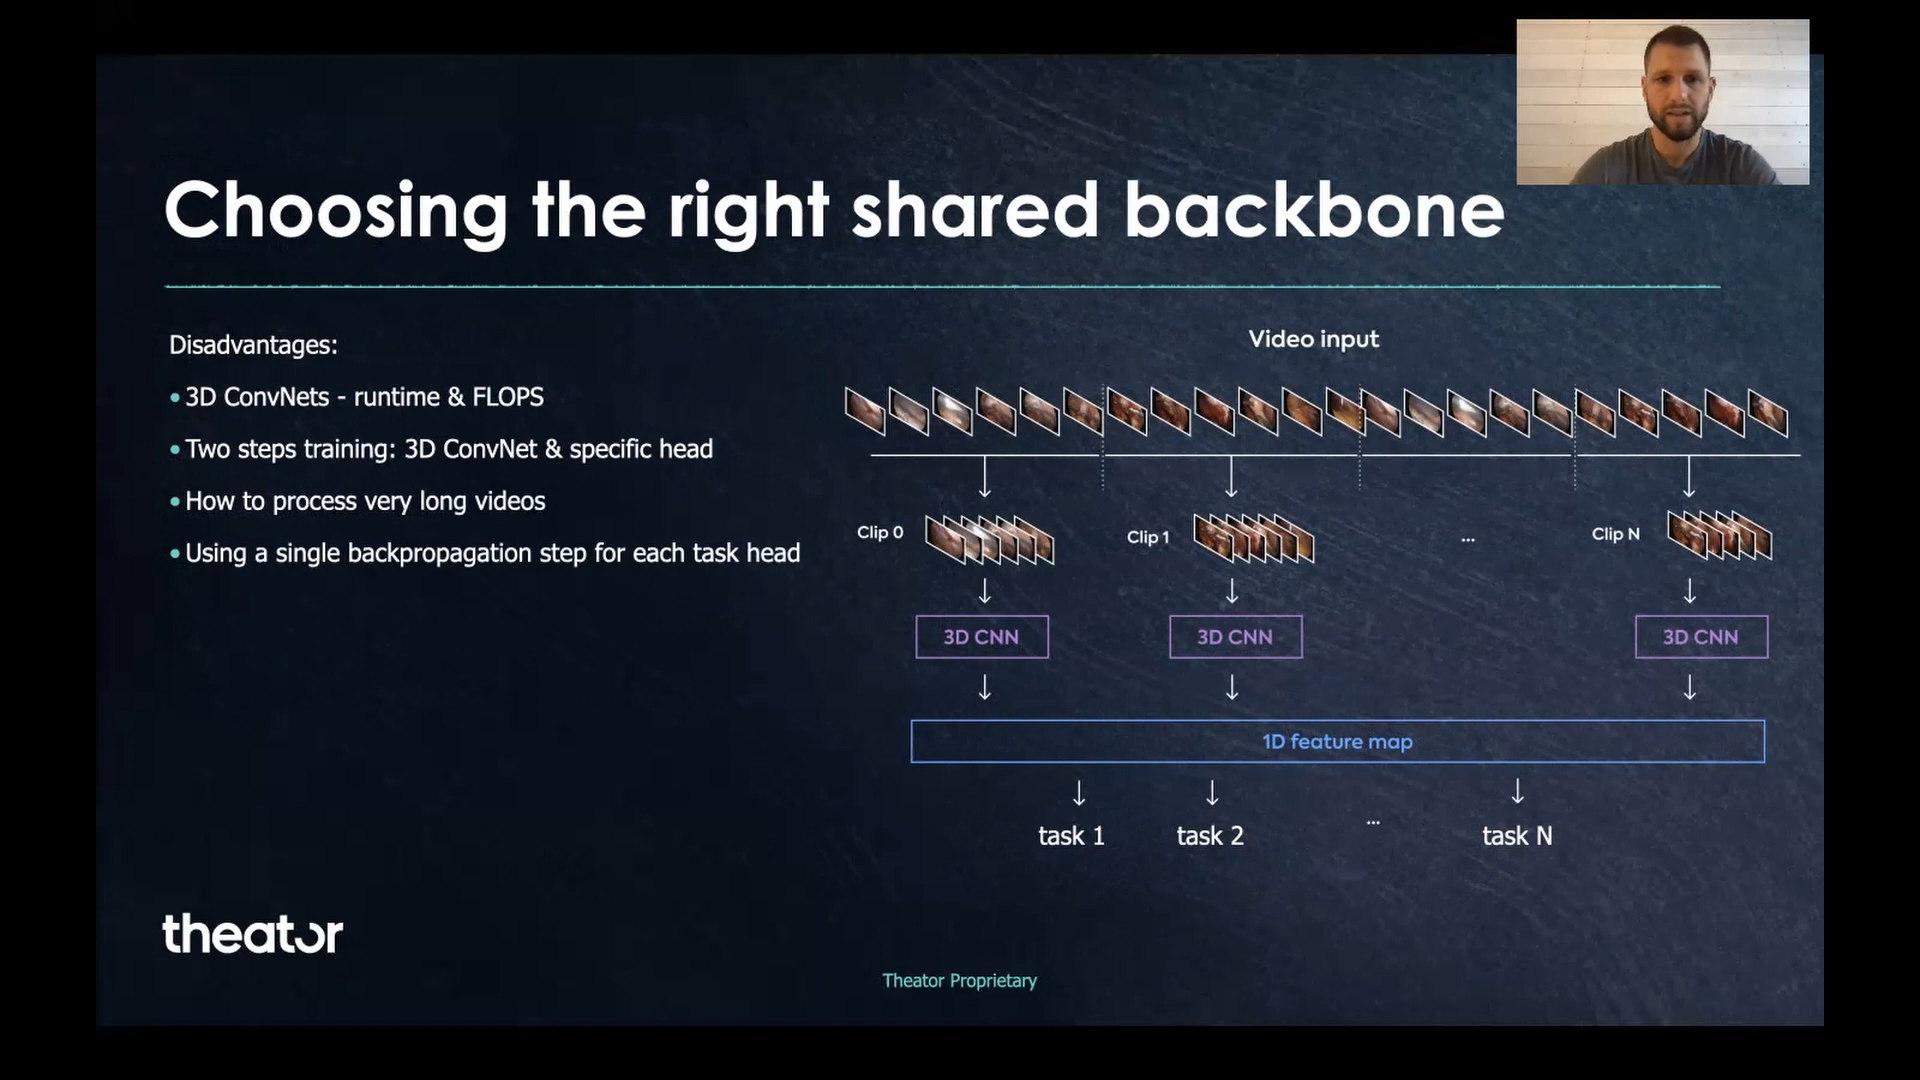 Choosing the right shared backbone
Disadvantages:
• 3D ConvNets - runtime & FLOPS
• Two steps training: 3D ConvNet & specific head
• How to process very long videos
• Using a single backpropagation step for each task head
Video input
Clip 0
Clip 1
...
Clip N
3D CNN
3D CNN
3D CNN
1D feature map
task 1
task 2
...
task N
theator
Theator Proprietary